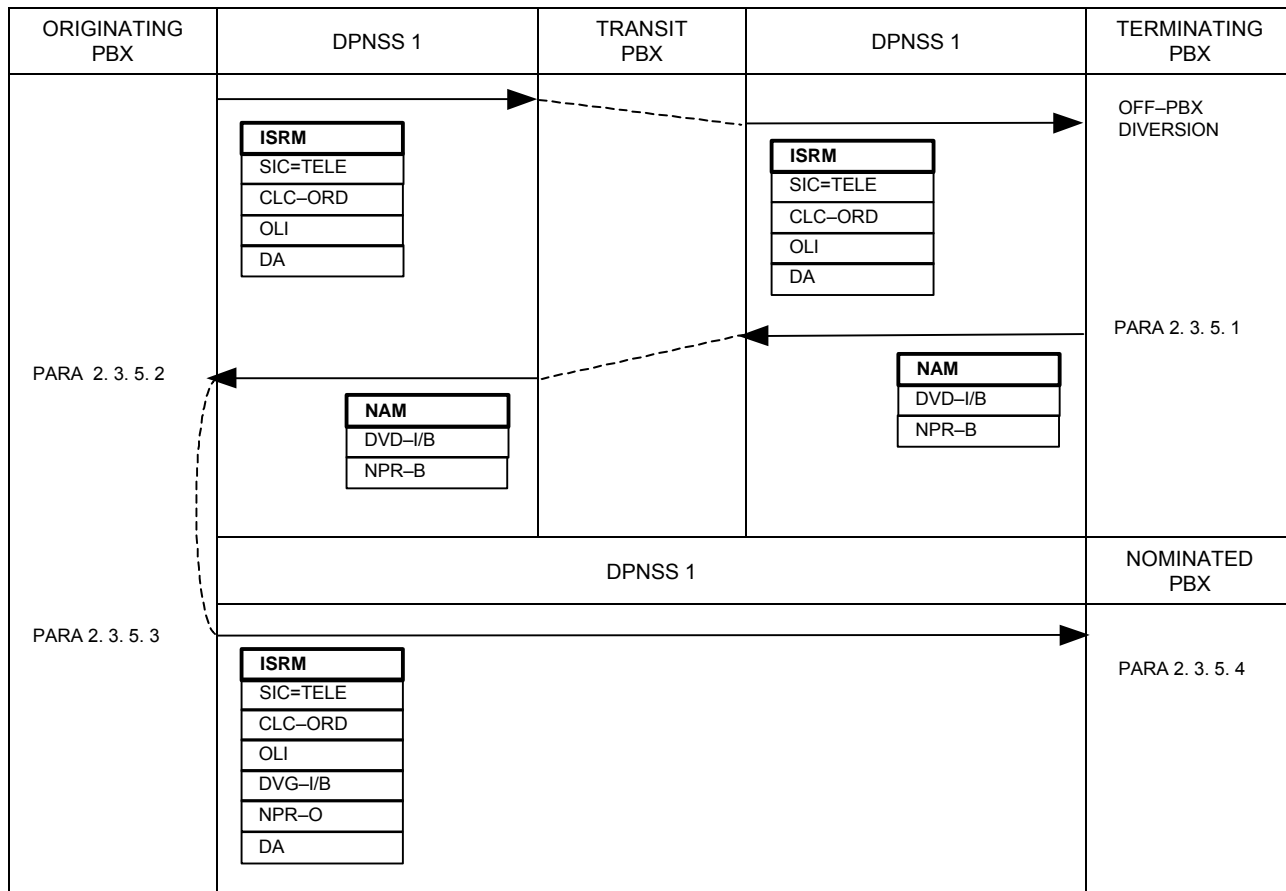 ORIGINATING
PBX
DPNSS 1
TRANSIT
PBX
DPNSS 1
TERMINATING
PBX
OFF–PBX
DIVERSION
ISRM
SIC=TELE
CLC–ORD
OLI
DA
ISRM
SIC=TELE
CLC–ORD
OLI
DA
PARA 2. 3. 5. 1
PARA 2. 3. 5. 2
NAM
DVD–I/B
NPR–B
NAM
DVD–I/B
NPR–B
DPNSS 1
NOMINATED
PBX
PARA 2. 3. 5. 3
PARA 2. 3. 5. 4
ISRM
SIC=TELE
CLC–ORD
OLI
DVG–I/B
NPR–O
DA